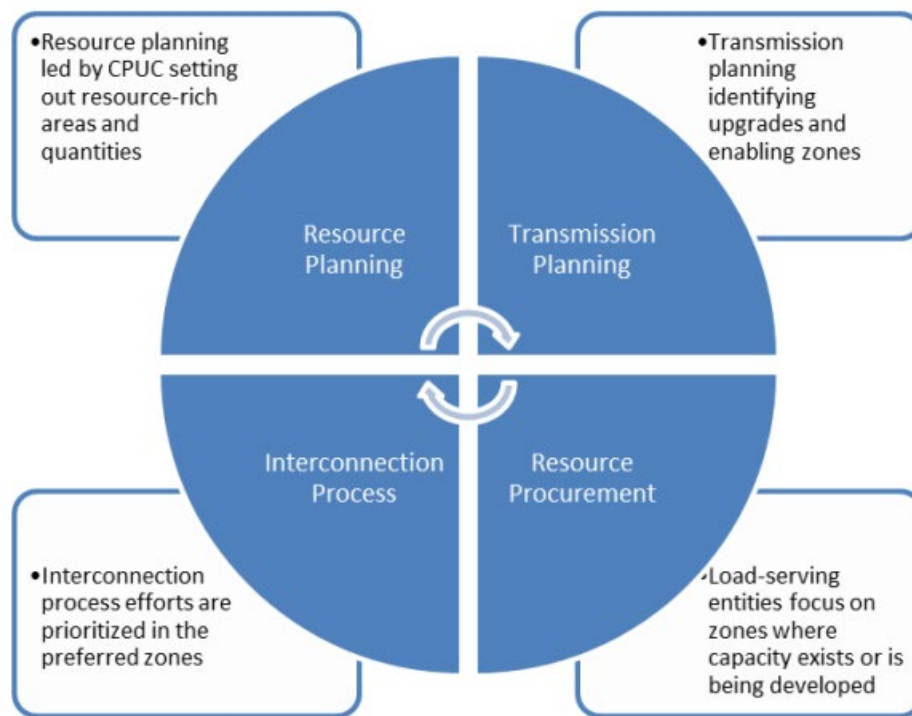 •Resource planning
led by CPUC setting
out resource-rich
areas and
quantities
•Transmission
planning
identifying
upgrades and
enabling zones
Resource
Planning
Transmission
Planning
Interconnection
Process
Resource
Procurement
•Interconnection
process efforts are
prioritized in the
preferred zones
•Load-serving
entities focus on
zones where
capacity exists or is
being developed